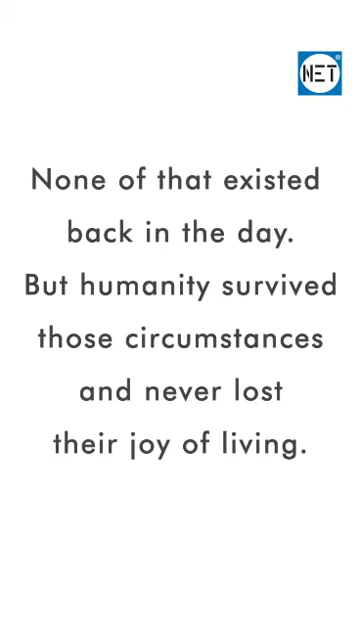 NET
None of that existed
back in the day.
But humanity survived
those circumstances
and never lost
their joy of living.